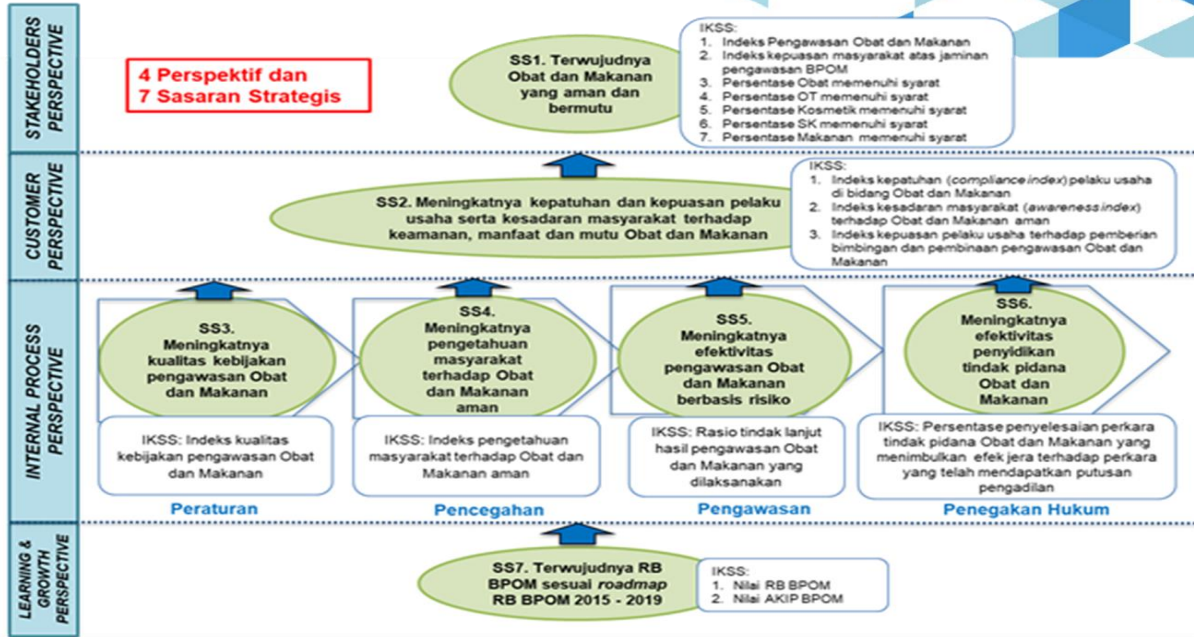 STAKEHOLDERS
PERSPECTIVE
4 Perspektif dan
7 Sasaran Strategis
SS1. Terwujudnya
Obat dan Makanan
yang aman dan
bermutu
IKSS:
1. Indeks Pengawasan Obat dan Makanan
2. Indeks kepuasan masyarakat atas jaminan
pengawasan BPOM
3. Persentase Obat memenuhi syarat
4. Persentase OT memenuhi syarat
5. Persentase Kosmetik memenuhi syarat
6. Persentase SK memenuhi syarat
7. Persentase Makanan memenuhi syarat
CUSTOMER
PERSPECTIVE
SS2. Meningkatnya kepatuhan dan kepuasan pelaku
usaha serta kesadaran masyarakat terhadap
keamanan, manfaat dan mutu Obat dan Makanan
IKSS:
1. Indeks kepatuhan (compliance index) pelaku usaha
di bidang Obat dan Makanan
2. Indeks kesadaran masyarakat (awareness index)
terhadap Obat dan Makanan aman
3. Indeks kepuasan pelaku usaha terhadap pemberian
bimbingan dan pembinaan pengawasan Obat dan
Makanan
INTERNAL PROCESS
PERSPECTIVE
SS3.
Meningkatnya
kualitas kebijakan
pengawasan Obat
dan Makanan
IKSS: Indeks kualitas
kebijakan pengawasan Obat
dan Makanan
Peraturan
SS4.
Meningkatnya
pengetahuan
masyarakat
terhadap Obat
dan Makanan
aman
IKSS: Indeks pengetahuan
masyarakat terhadap Obat dan
Makanan aman
Pencegahan
SS5.
Meningkatnya
efektivitas
pengawasan Obat
dan Makanan
berbasis risiko
IKSS: Rasio tindak lanjut
hasil pengawasan Obat
dan Makanan yang
dilaksanakan
Pengawasan
SS6.
Meningkatnya
efektivitas
penyidikan
tindak pidana
Obat dan
Makanan
IKSS: Persentase penyelesaian perkara
tindak pidana Obat dan Makanan yang
menimbulkan efek jera terhadap perkara
yang telah mendapatkan putusan
pengadilan
Penegakan Hukum
LEARNING &
GROWTH
PERSPECTIVE
SS7. Terwujudnya RB
BPOM sesuai roadmap
RB BPOM 2015 - 2019
IKSS:
1. Nilai RB BPOM
2. Nilai AKIP BPOM